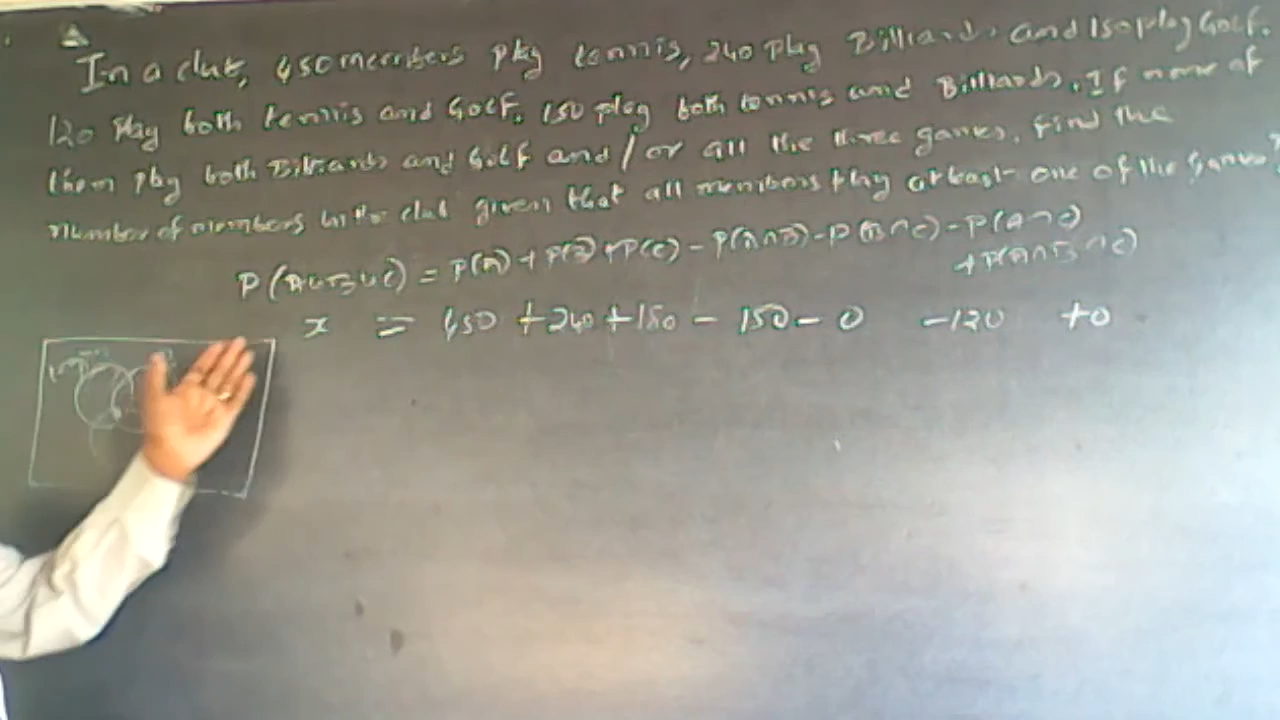 In a club, 450 members play tennis, 240 play Billiards and 150 play Golf.
120 play both tennis and Golf. 150 play both tennis and Billiards. If none of
them play both Billiards and Golf and/or all the three games, find the
number of members in the club given that all members play atleast one of the games?
P(A∪B∪C) = P(A) + P(B) + P(C) - P(A∩B) - P(B∩C) - P(A∩C)
+ P(A∩B∩C)
x = 450 + 240 + 150 - 150 - 0 - 120 + 0